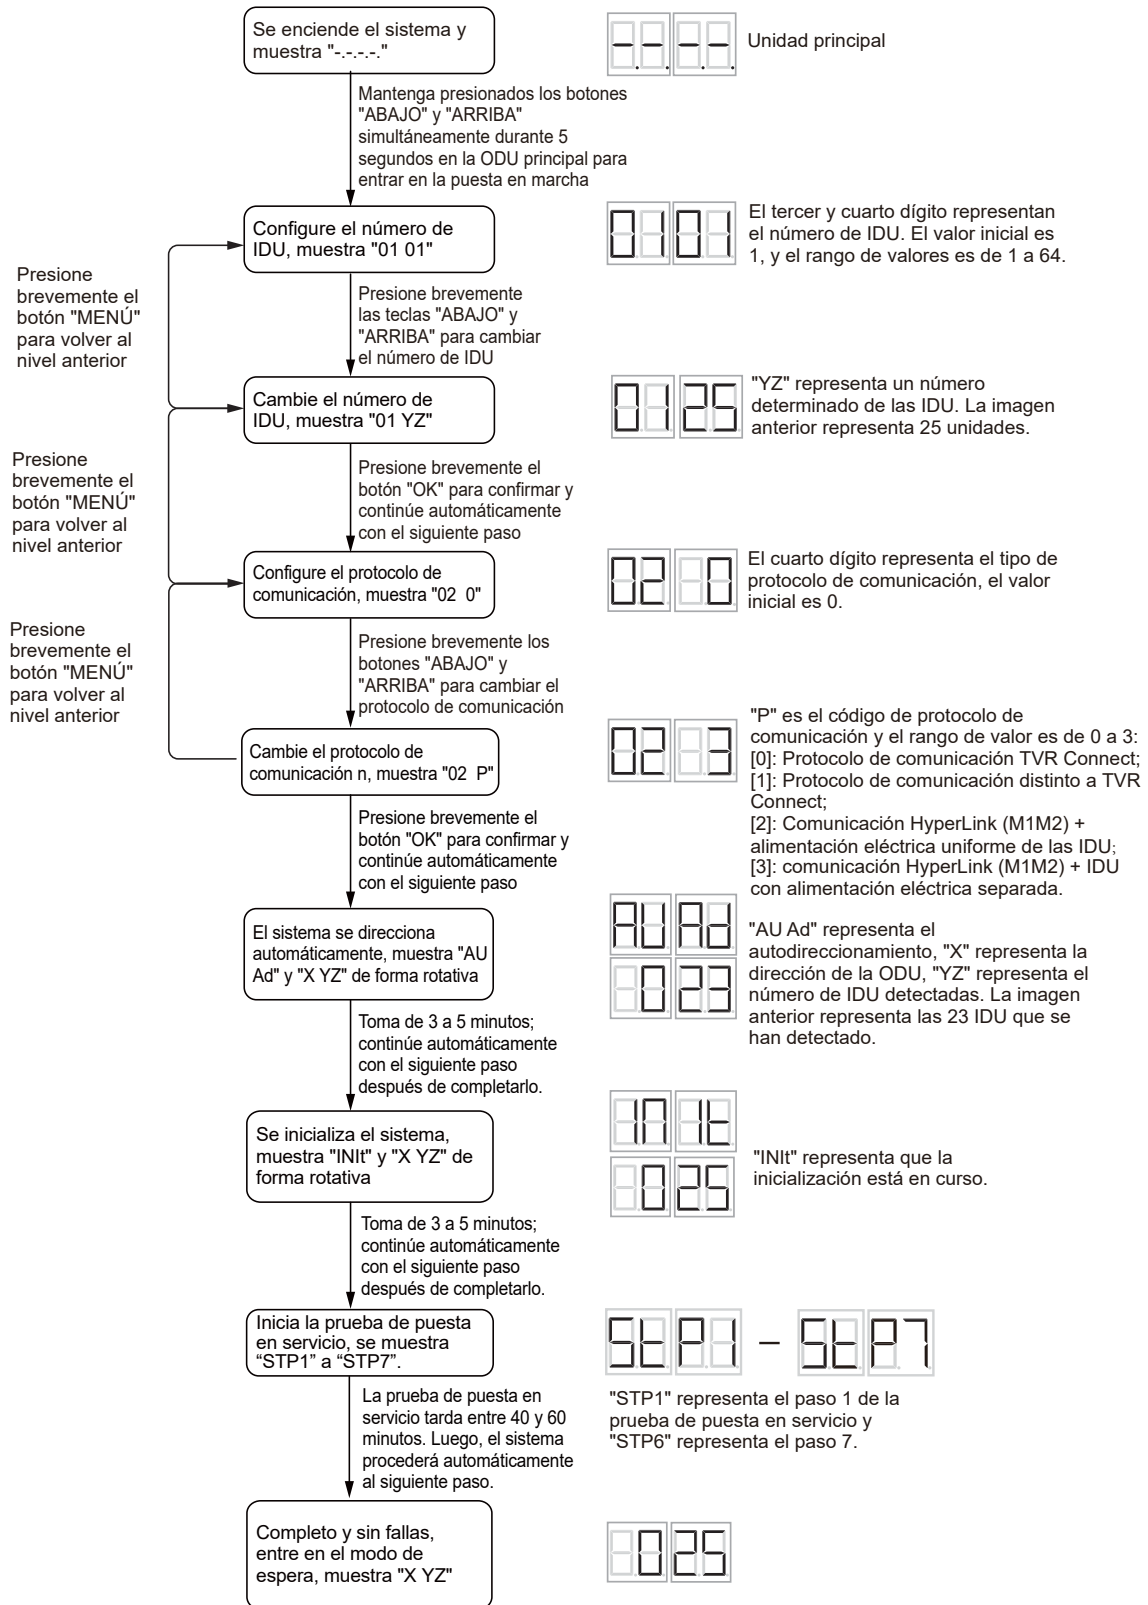 Se enciende el sistema y
muestra "-.-.-.-."
-.-.-.-.
Unidad principal
Mantenga presionados los botones
"ABAJO" y "ARRIBA"
simultáneamente durante 5
segundos en la ODU principal para
entrar en la puesta en marcha
Configure el número de
IDU, muestra "01 01"
01 01
El tercer y cuarto dígito representan
el número de IDU. El valor inicial es
1, y el rango de valores es de 1 a 64.
Presione
brevemente el
botón "MENÚ"
para volver al
nivel anterior
Presione brevemente
las teclas "ABAJO" y
"ARRIBA" para cambiar
el número de IDU
Cambie el número de
IDU, muestra "01 YZ"
01 25
"YZ" representa un número
determinado de las IDU. La imagen
anterior representa 25 unidades.
Presione
brevemente el
botón "MENÚ"
para volver al
nivel anterior
Presione brevemente el
botón "OK" para confirmar y
continúe automáticamente
con el siguiente paso
Configure el protocolo de
comunicación, muestra "02  0"
02 0
El cuarto dígito representa el tipo de
protocolo de comunicación, el valor
inicial es 0.
Presione
brevemente el
botón "MENÚ"
para volver al
nivel anterior
Presione brevemente los
botones "ABAJO" y
"ARRIBA" para cambiar el
protocolo de comunicación
Cambie el protocolo de
comunicación n, muestra "02  P"
02 3
"P" es el código de protocolo de
comunicación y el rango de valor es de 0 a 3:
[0]: Protocolo de comunicación TVR Connect;
[1]: Protocolo de comunicación distinto a TVR
Connect;
[2]: Comunicación HyperLink (M1M2) +
alimentación eléctrica uniforme de las IDU;
[3]: comunicación HyperLink (M1M2) + IDU
con alimentación eléctrica separada.
Presione brevemente el
botón "OK" para confirmar y
continúe automáticamente
con el siguiente paso
El sistema se direcciona
automáticamente, muestra "AU
Ad" y "X YZ" de forma rotativa
AU Ad
0 23
"AU Ad" representa el
autodireccionamiento, "X" representa la
dirección de la ODU, "YZ" representa el
número de IDU detectadas. La imagen
anterior representa las 23 IDU que se
han detectado.
Toma de 3 a 5 minutos;
continúe automáticamente
con el siguiente paso
después de completarlo.
Se inicializa el sistema,
muestra "INIt" y "X YZ" de
forma rotativa
INIt
0 25
"INIt" representa que la
inicialización está en curso.
Toma de 3 a 5 minutos;
continúe automáticamente
con el siguiente paso
después de completarlo.
Inicia la prueba de puesta
en servicio, se muestra
“STP1” a “STP7”.
StP1 – StP7
"STP1" representa el paso 1 de la
prueba de puesta en servicio y
"STP6" representa el paso 7.
La prueba de puesta en
servicio tarda entre 40 y 60
minutos. Luego, el sistema
procederá automáticamente
al siguiente paso.
Completo y sin fallas,
entre en el modo de
espera, muestra "X YZ"
0 25